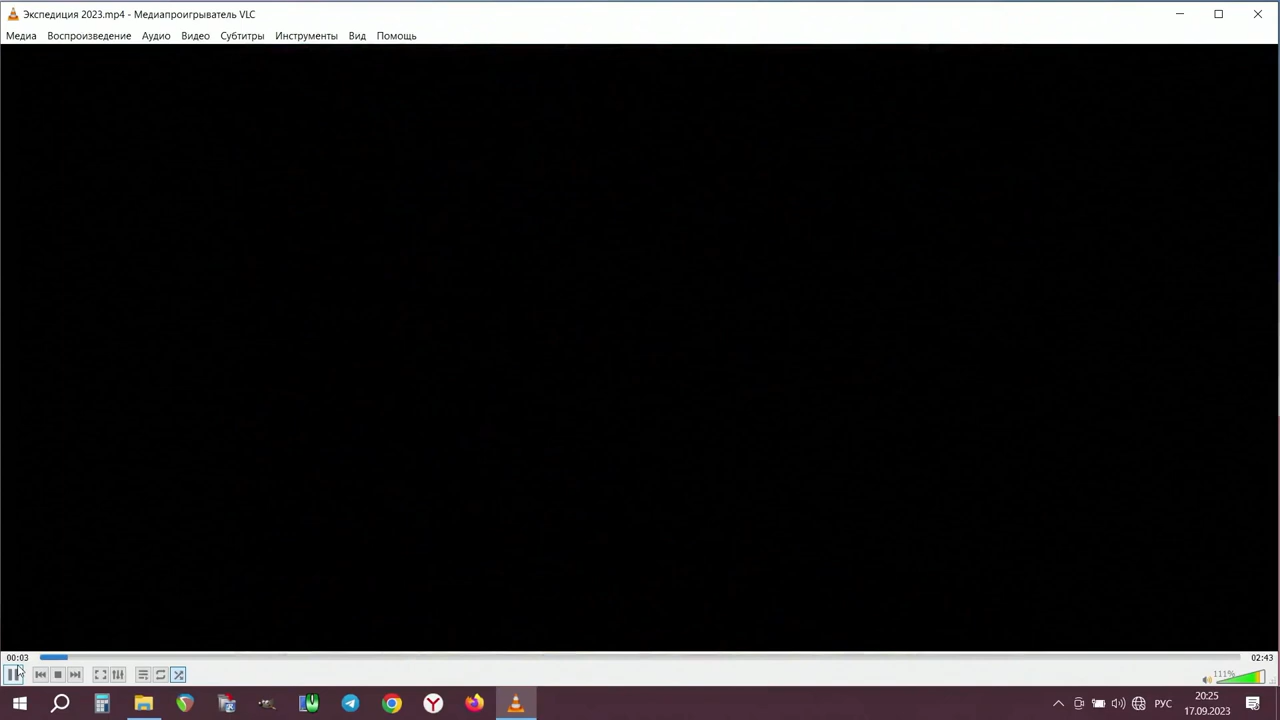 Экспедиция 2023.mp4 - Медиапроигрыватель VLC
Медиа Воспроизведение Аудио Видео Субтитры Инструменты Вид Помощь
00:03 02:43
111%
РУС
20:25
17.09.2023